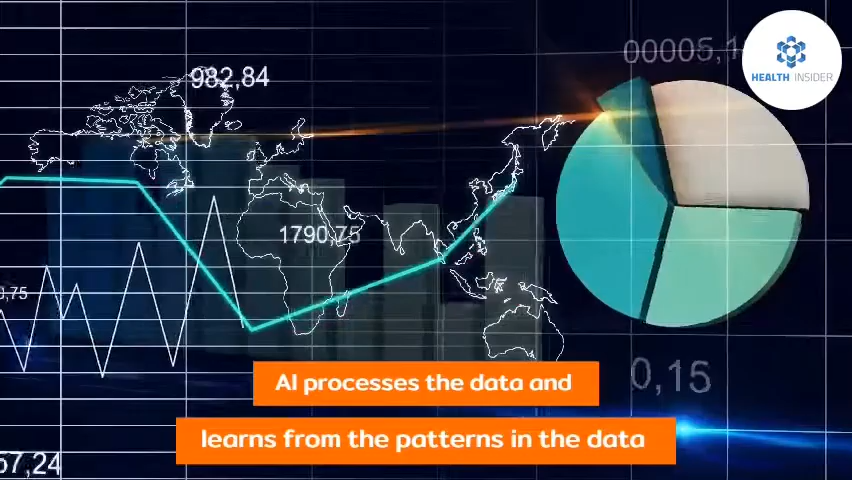 982,84
00005,1
HEALTH INSIDER
1790,75
0,75
AI processes the data and
0,15
learns from the patterns in the data
57,24